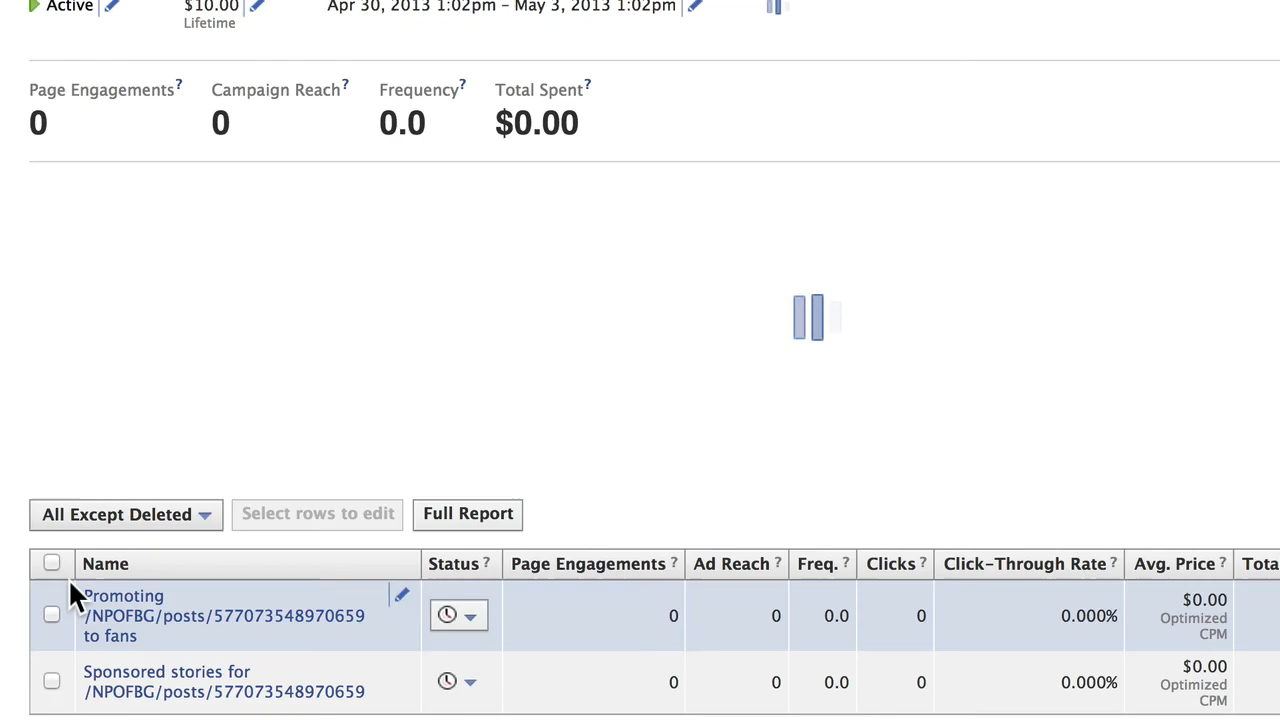 Active $10.00 Apr 30, 2013 1:02pm – May 3, 2013 1:02pm
Lifetime
Page Engagements? Campaign Reach? Frequency? Total Spent?
0 0 0.0 $0.00
All Except Deleted Select rows to edit Full Report
Name Status ? Page Engagements ? Ad Reach ? Freq. ? Clicks ? Click-Through Rate ? Avg. Price ?
Promoting
/NPOFBG/posts/577073548970659
to fans
0 0 0.0 0 0.000% $0.00
Optimized
CPM
Sponsored stories for
/NPOFBG/posts/577073548970659
0 0 0.0 0 0.000% $0.00
Optimized
CPM